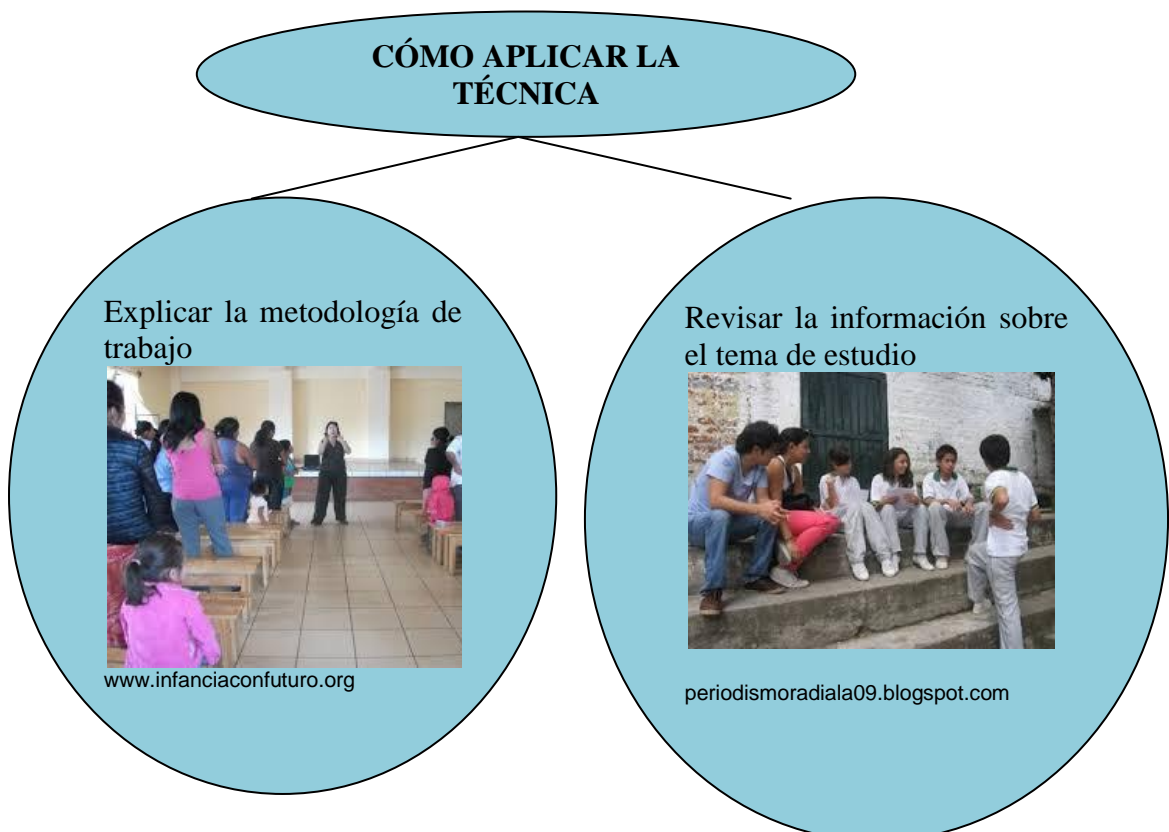 CÓMO APLICAR LA
TÉCNICA
Explicar la metodología de
trabajo
www.infanciaconfuturo.org
Revisar la información sobre
el tema de estudio
periodismoradiala09.blogspot.com